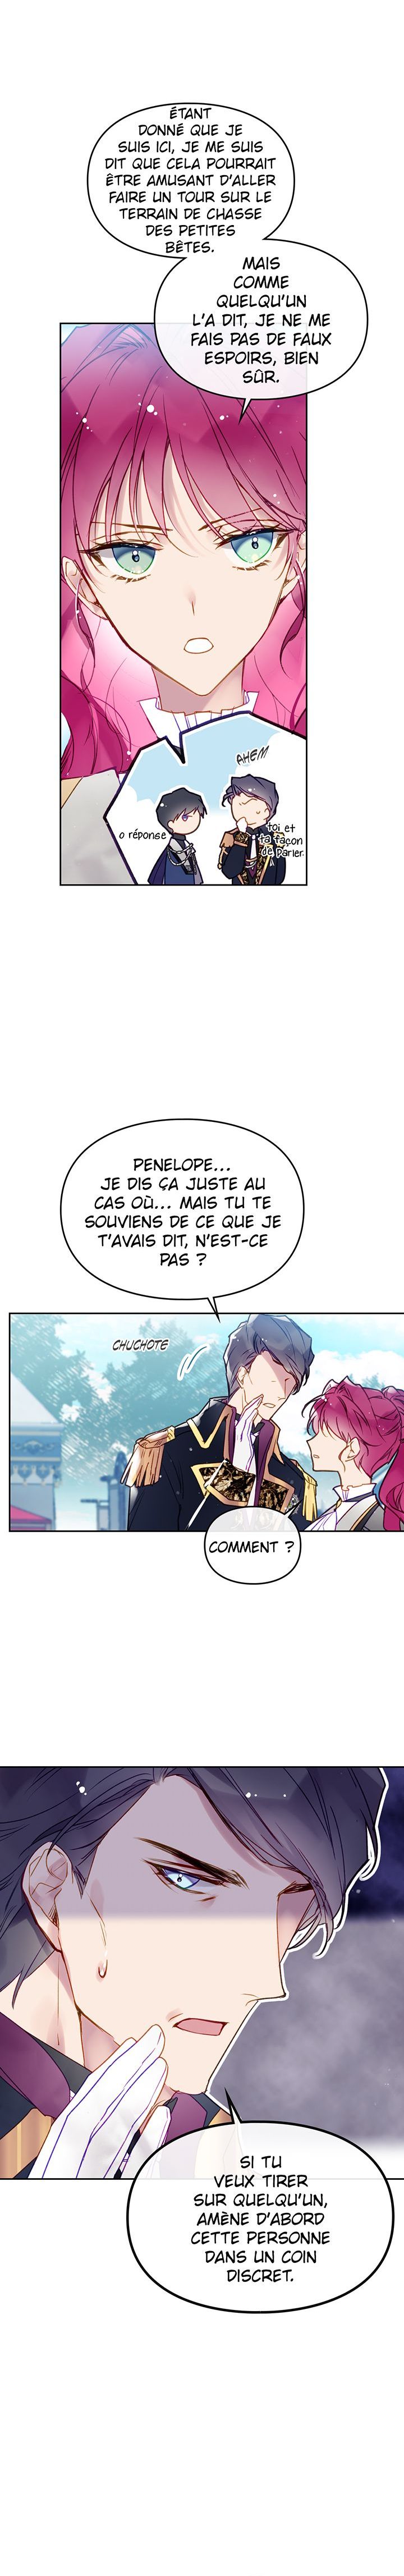 ÉTANT
DONNÉ QUE JE
SUIS ICI, JE ME SUIS
DIT QUE CELA POURRAIT
ÊTRE AMUSANT D'ALLER
FAIRE UN TOUR SUR LE
TERRAIN DE CHASSE
DES PETITES
BÊTES.
MAIS
COMME
QUELQU'UN
L'A DIT, JE NE ME
FAIS PAS DE FAUX
ESPOIRS, BIEN
SÛR.
AHEM
o réponse
toi et
ta façon
de parler.
PENELOPE...
JE DIS ÇA JUSTE AU
CAS OÙ... MAIS TU TE
SOUVIENS DE CE QUE JE
T'AVAIS DIT, N'EST-CE
PAS ?
CHUCHOTE
COMMENT ?
SI TU
VEUX TIRER
SUR QUELQU'UN,
AMÈNE D'ABORD
CETTE PERSONNE
DANS UN COIN
DISCRET.